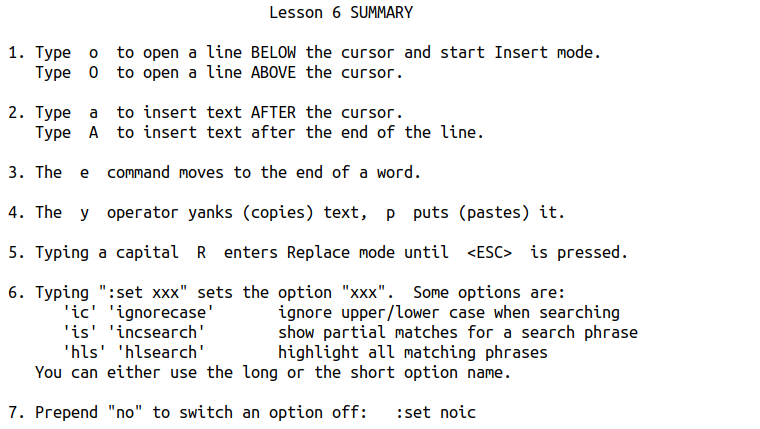 Lesson 6 SUMMARY
1. Type  o  to open a line BELOW the cursor and start Insert mode.
   Type  O  to open a line ABOVE the cursor.
2. Type  a  to insert text AFTER the cursor.
   Type  A  to insert text after the end of the line.
3. The  e  command moves to the end of a word.
4. The  y  operator yanks (copies) text,  p  puts (pastes) it.
5. Typing a capital  R  enters Replace mode until  <ESC>  is pressed.
6. Typing ":set xxx" sets the option "xxx".  Some options are:
      'ic' 'ignorecase'       ignore upper/lower case when searching
      'is' 'incsearch'        show partial matches for a search phrase
      'hls' 'hlsearch'        highlight all matching phrases
   You can either use the long or the short option name.
7. Prepend "no" to switch an option off:   :set noic